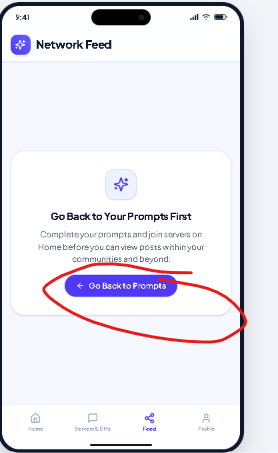 9:41
Network Feed
Go Back to Your Prompts First
Complete your prompts and join servers on
Home before you can view posts within your
communities and beyond.
← Go Back to Prompts
Home
Servers & DMs
Feed
Profile